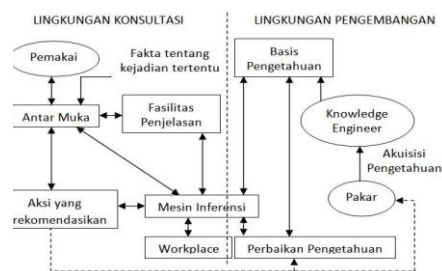 LINGKUNGAN KONSULTASI
LINGKUNGAN PENGEMBANGAN
Pemakai
Fakta tentang
kejadian tertentu
Basis
Pengetahuan
Antar Muka
Fasilitas
Penjelasan
Knowledge
Engineer
Akuisisi
Pengetahuan
Aksi yang
rekomendasikan
Mesin Inferensi
Pakar
Workplace
Perbaikan Pengetahuan